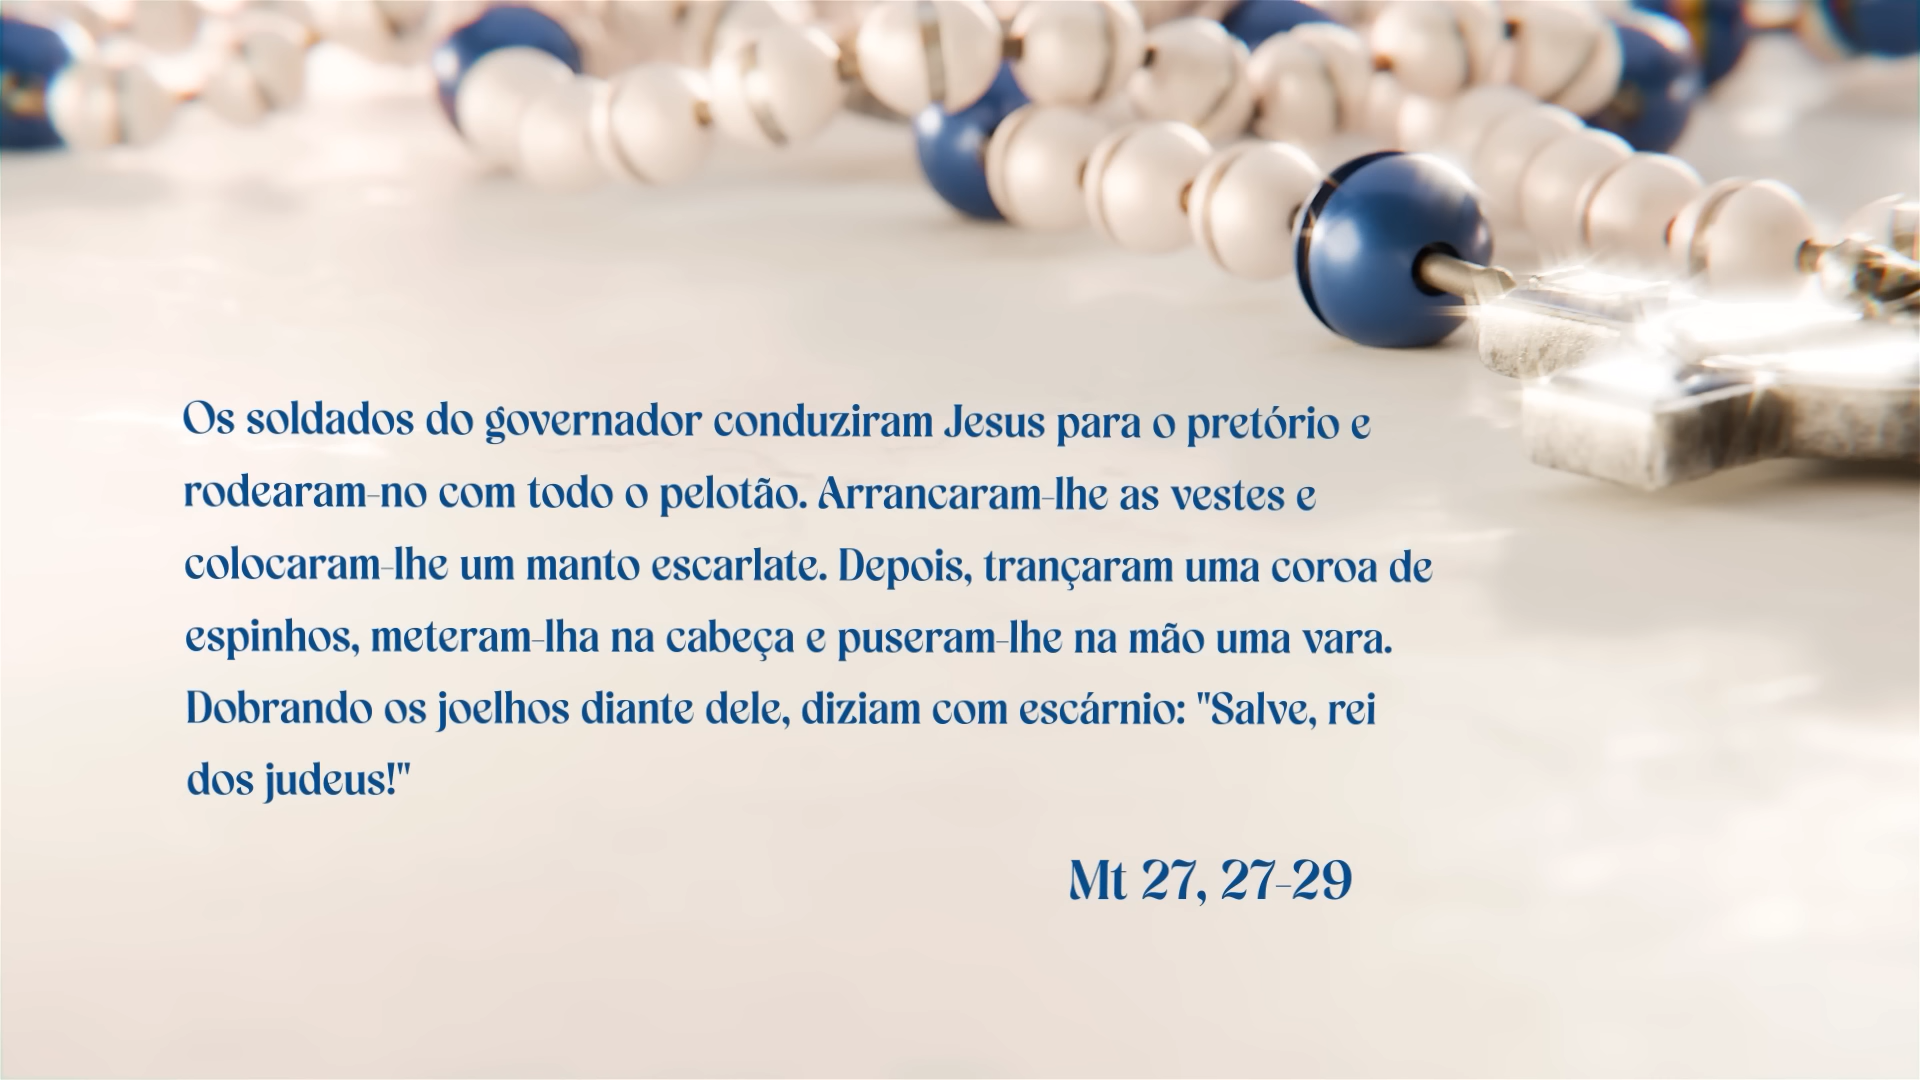 Os soldados do governador conduziram Jesus para o pretório e
rodearam-no com todo o pelotão. Arrancaram-lhe as vestes e
colocaram-lhe um manto escarlate. Depois, trançaram uma coroa de
espinhos, meteram-lha na cabeça e puseram-lhe na mão uma vara.
Dobrando os joelhos diante dele, diziam com escárnio: "Salve, rei
dos judeus!"
Mt 27, 27-29